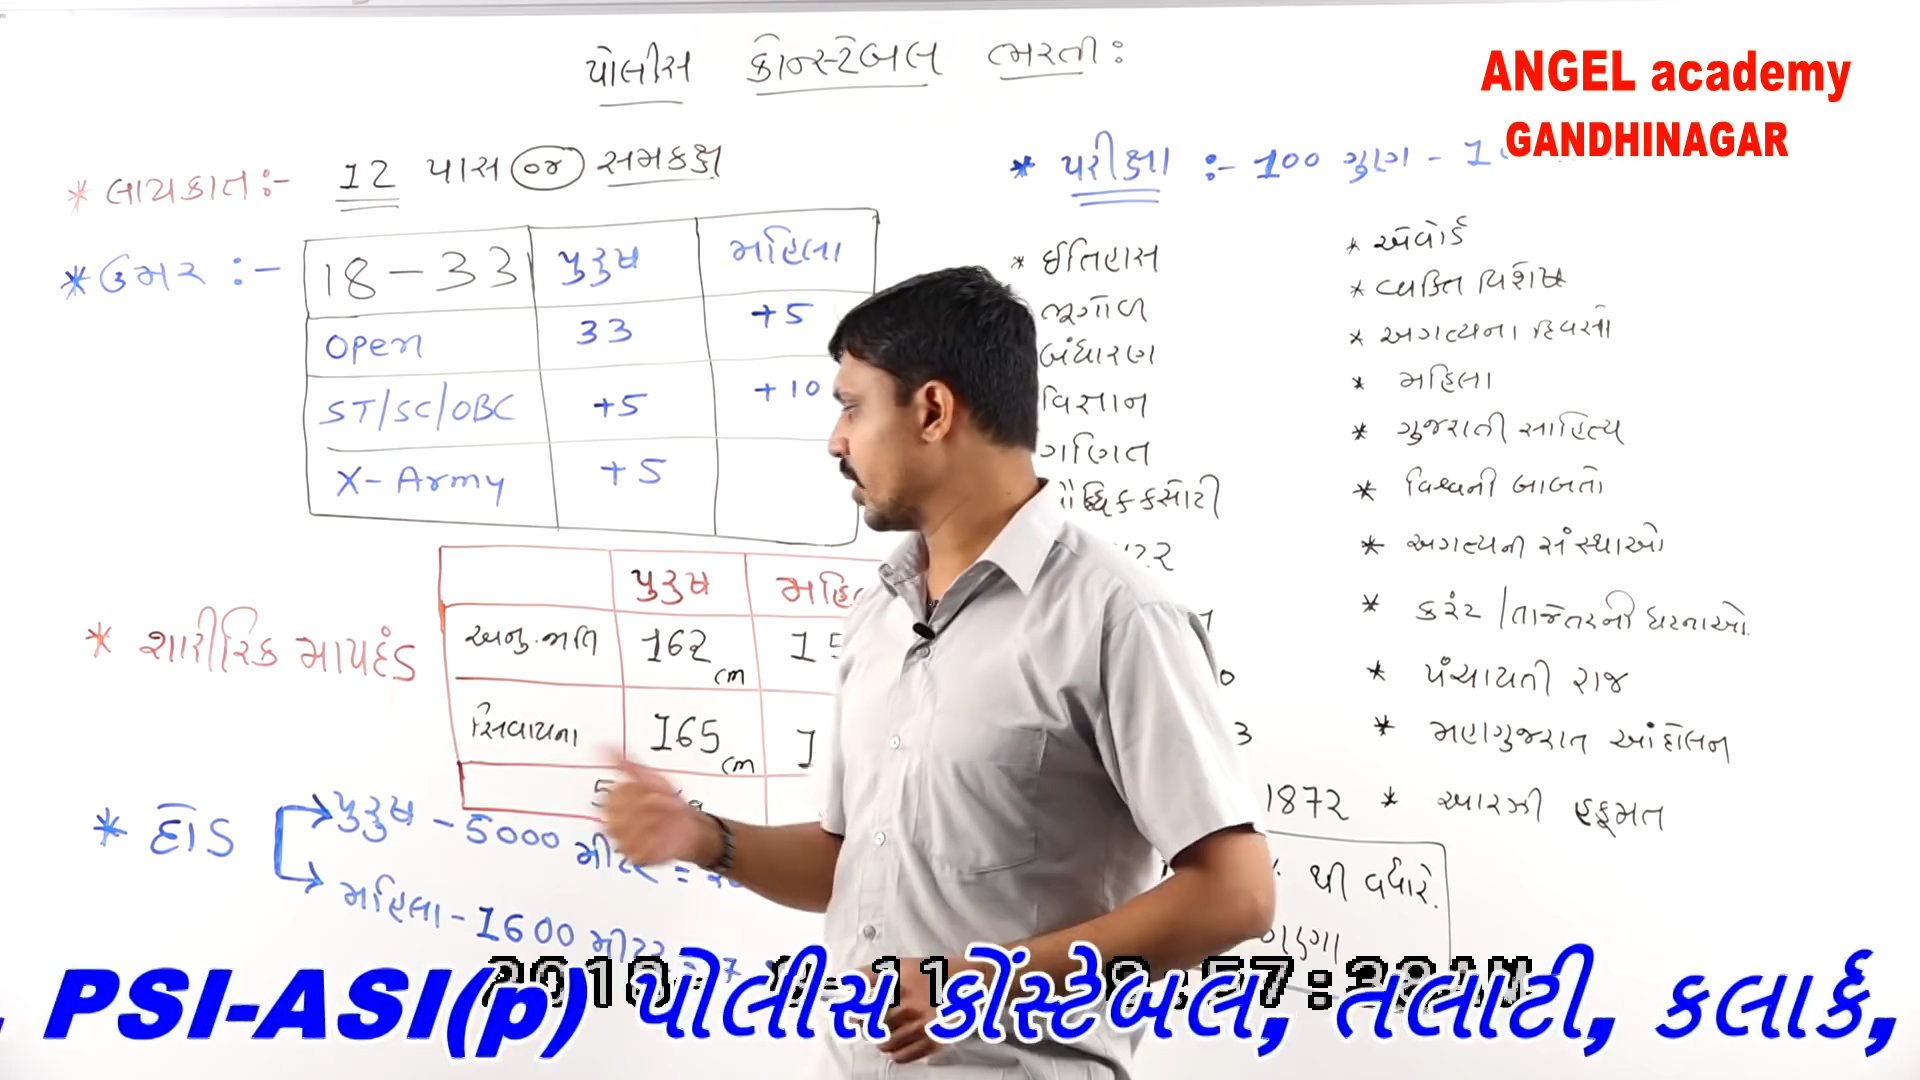 પોલીસ કોન્સ્ટેબલ ભરતી :
ANGEL academy
GANDHINAGAR
* લાયકાત :- 12 પાસ or સમકક્ષ
* ઉંમર :-
18-33 પુરુષ મહિલા
open 33 +5
ST/SC/OBC +5 +10
X-Army +5
* શારીરિક માપદંડ
પુરુષ
અનુ.જાતિ 162 cm
સિવાયના 165 cm
* દોડ
પુરુષ - 5000 મીટર =
મહિલા - 1600 મીટર = 7
* પરીક્ષા :- 100 ગુણ -
* ઈતિહાસ
ભૂગોળ
બંધારણ
વિજ્ઞાન
ગણિત
કસોટી
1872
થી વધારે.
* એવોર્ડ
* વ્યક્તિ વિશેષ
* અગત્યના દિવસો
* મહિલા
* ગુજરાતી સાહિત્ય
* વિશ્વની બાબતો
* અગત્યની સંસ્થાઓ
* કરંટ / તાજેતરની ઘટનાઓ.
* પંચાયતી રાજ
* મહાગુજરાત આંદોલન
* આરઝી હકૂમત
, PSI-ASI(p) પોલીસ કોંસ્ટેબલ, તલાટી, કલાર્ક,